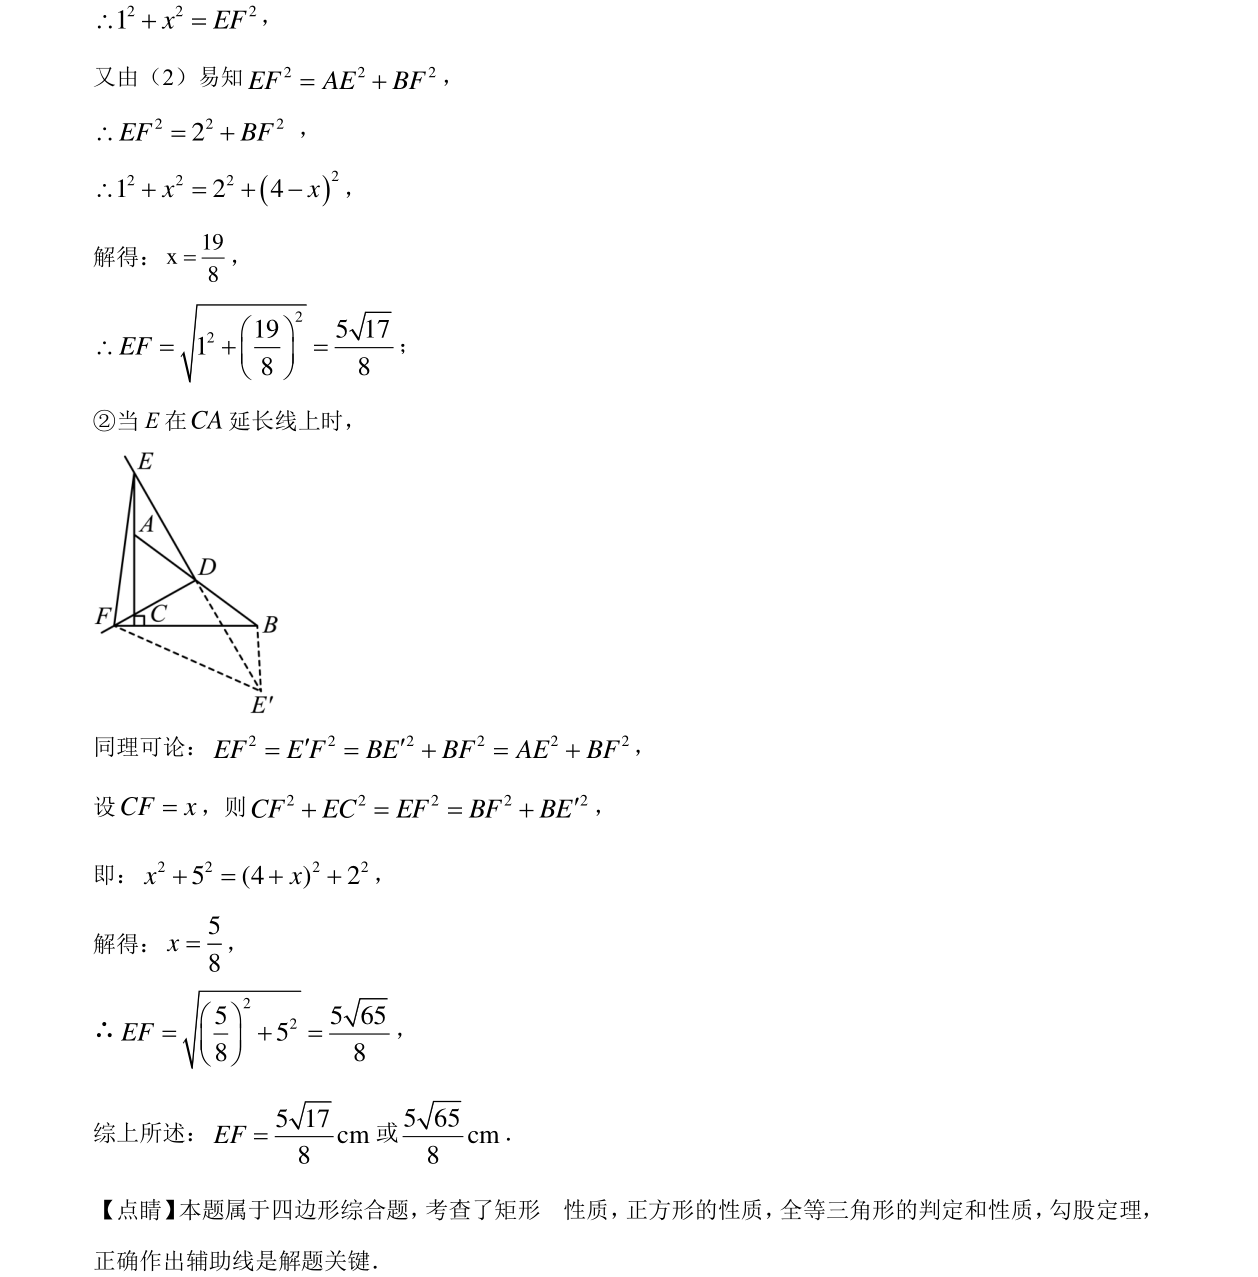 ∴1² + x² = EF²，
又由（2）易知 EF² = AE² + BF²，
∴ EF² = 2² + BF² ，
∴1² + x² = 2² + (4 − x)²，
解得：x = 19/8，
∴ EF = √(1² + (19/8)²) = 5√17/8；
②当 E 在 CA 延长线上时，
E
A
D
F C B
E′
同理可论：EF² = E′F² = BE′² + BF² = AE² + BF²，
设 CF = x，则 CF² + EC² = EF² = BF² + BE′²，
即：x² + 5² = (4 + x)² + 2²，
解得：x = 5/8，
∴ EF = √((5/8)² + 5²) = 5√65/8，
综上所述：EF = 5√17/8 cm 或 5√65/8 cm．
【点睛】本题属于四边形综合题，考查了矩形 性质，正方形的性质，全等三角形的判定和性质，勾股定理，
正确作出辅助线是解题关键．